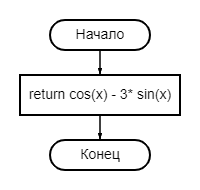 Начало
return cos(x) - 3* sin(x)
Конец